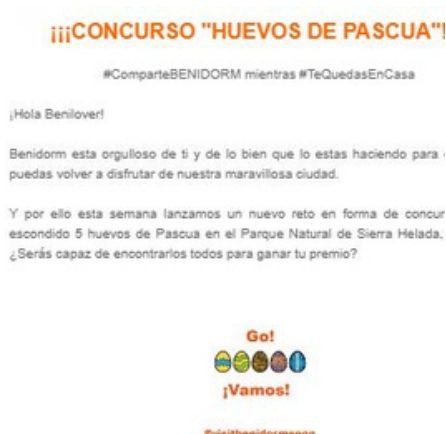 ¡¡¡CONCURSO "HUEVOS DE PASCUA"!
#ComparteBENIDORM mientras #TeQuedasEnCasa
¡Hola Benilover!
Benidorm esta orgulloso de ti y de lo bien que lo estas haciendo para
puedas volver a disfrutar de nuestra maravillosa ciudad.
Y por ello esta semana lanzamos un nuevo reto en forma de concur
escondido 5 huevos de Pascua en el Parque Natural de Sierra Helada,
¿Serás capaz de encontrarlos todos para ganar tu premio?
Go!
¡Vamos!